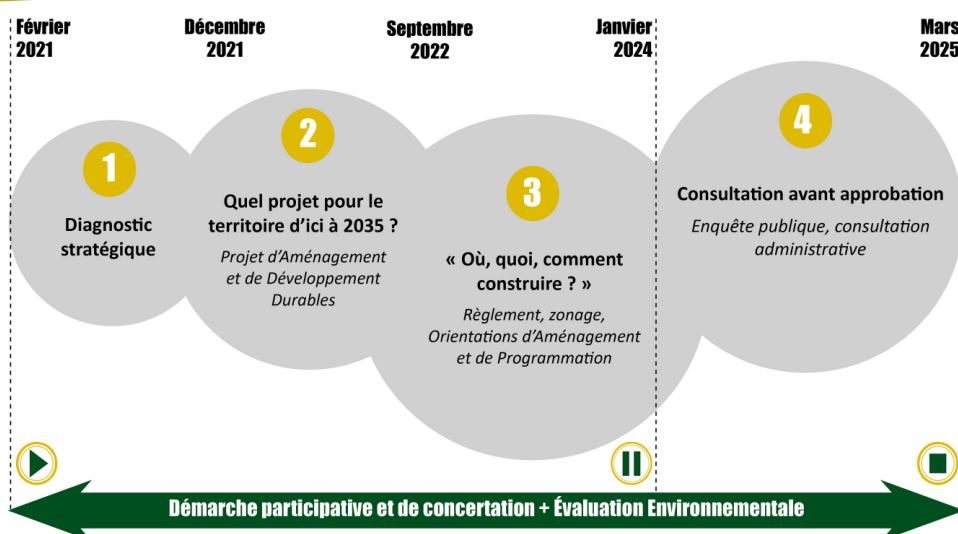 Février
2021
Décembre
2021
Septembre
2022
Janvier
2024
Mars
2025
1
Diagnostic
stratégique
2
Quel projet pour le
territoire d'ici à 2035 ?
Projet d'Aménagement
et de Développement
Durables
3
« Où, quoi, comment
construire ? »
Règlement, zonage,
Orientations d'Aménagement
et de Programmation
4
Consultation avant approbation
Enquête publique, consultation
administrative
Démarche participative et de concertation + Évaluation Environnementale